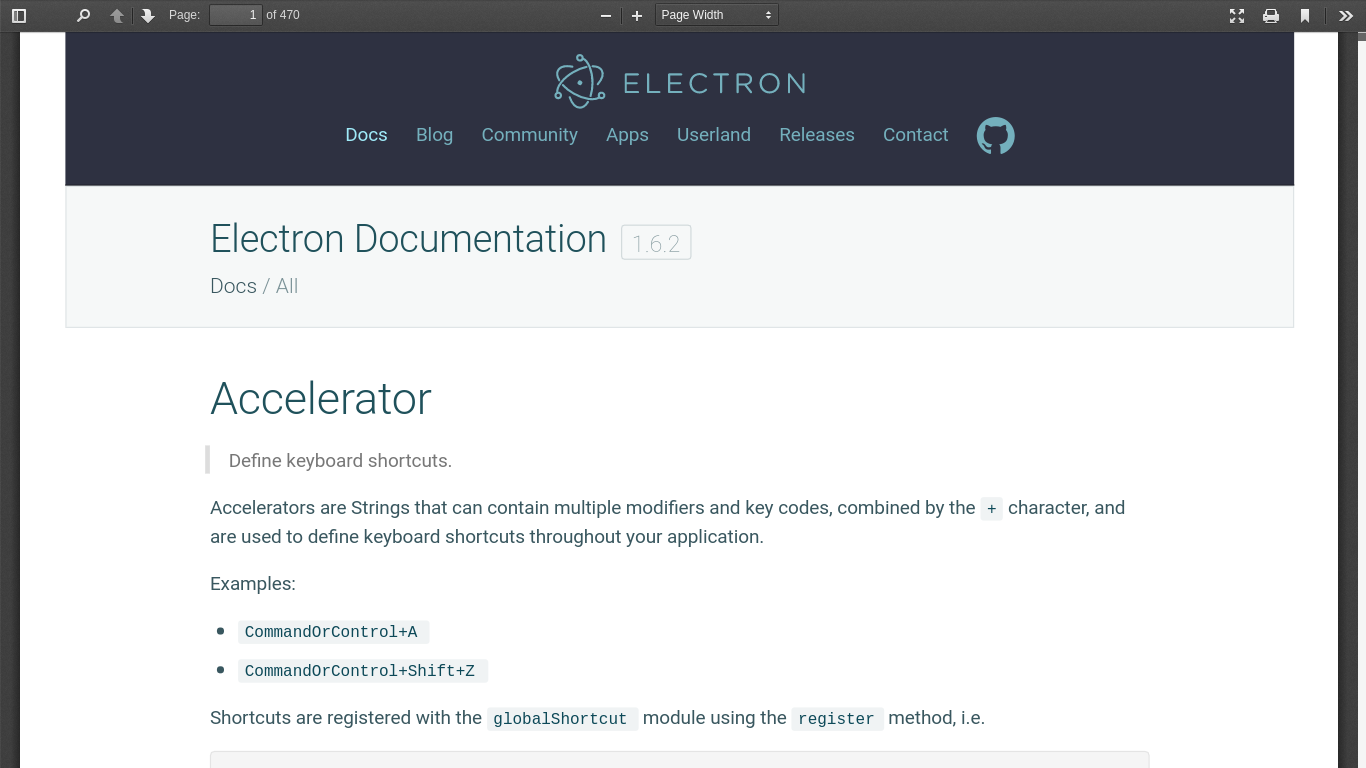 Page: 1 of 470 Page Width
ELECTRON
Docs Blog Community Apps Userland Releases Contact
Electron Documentation 1.6.2
Docs / All
Accelerator
Define keyboard shortcuts.
Accelerators are Strings that can contain multiple modifiers and key codes, combined by the + character, and
are used to define keyboard shortcuts throughout your application.
Examples:
CommandOrControl+A
CommandOrControl+Shift+Z
Shortcuts are registered with the globalShortcut module using the register method, i.e.